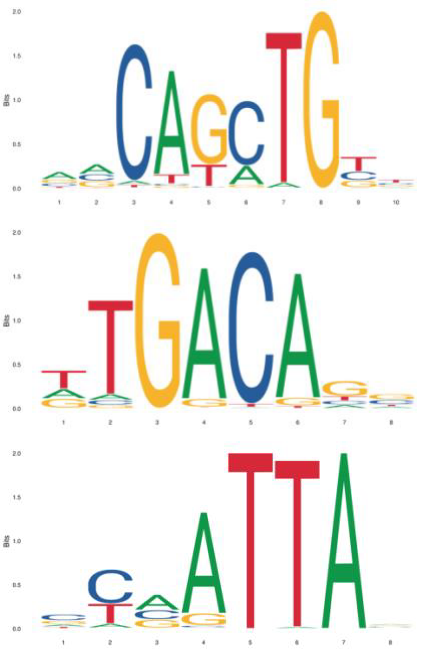 2.0
1.5
1.0
0.5
0.0
Bits
A A C A G C T G T
G C T T A C
G G
1 2 3 4 5 6 7 8 9 10
2.0
1.5
1.0
0.5
0.0
Bits
T T G A C A G G
A A G G T C
G C A
1 2 3 4 5 6 7 8
2.0
1.5
1.0
0.5
0.0
Bits
C C A A T T A
T C G
A G
1 2 3 4 5 6 7 8